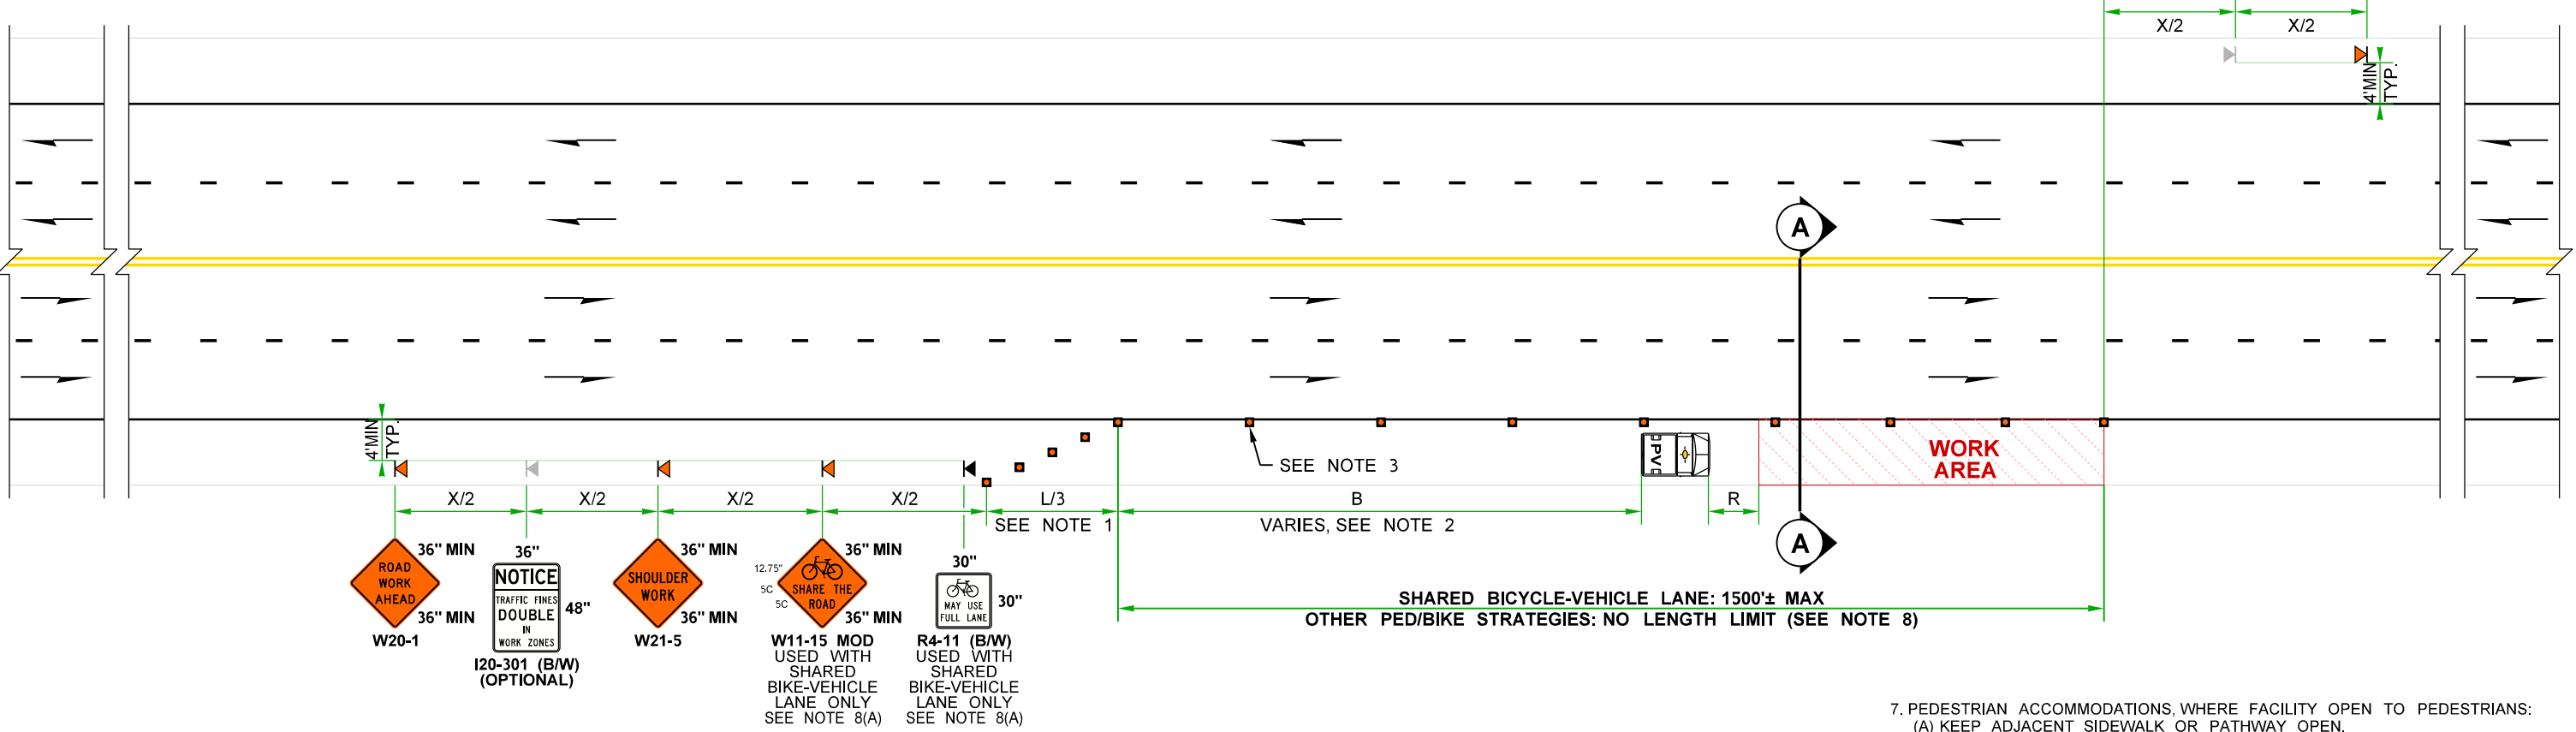 X/2 X/2
4'MIN
TYP.
A
4'MIN
TYP.
X/2 X/2 X/2 X/2 L/3 B R
SEE NOTE 1
VARIES, SEE NOTE 2
SEE NOTE 3
PV
WORK
AREA
A
SHARED BICYCLE-VEHICLE LANE: 1500'± MAX
OTHER PED/BIKE STRATEGIES: NO LENGTH LIMIT (SEE NOTE 8)
36" MIN
ROAD
WORK
AHEAD
36" MIN
W20-1
36"
NOTICE
TRAFFIC FINES
DOUBLE
IN
WORK ZONES
48"
I20-301 (B/W)
(OPTIONAL)
36" MIN
SHOULDER
WORK
36" MIN
W21-5
12.75"
5C
5C
36" MIN
SHARE THE
ROAD
36" MIN
W11-15 MOD
USED WITH
SHARED
BIKE-VEHICLE
LANE ONLY
SEE NOTE 8(A)
30"
MAY USE
FULL LANE
30"
R4-11 (B/W)
USED WITH
SHARED
BIKE-VEHICLE
LANE ONLY
SEE NOTE 8(A)
7. PEDESTRIAN ACCOMMODATIONS, WHERE FACILITY OPEN TO PEDESTRIANS:
(A) KEEP ADJACENT SIDEWALK OR PATHWAY OPEN.